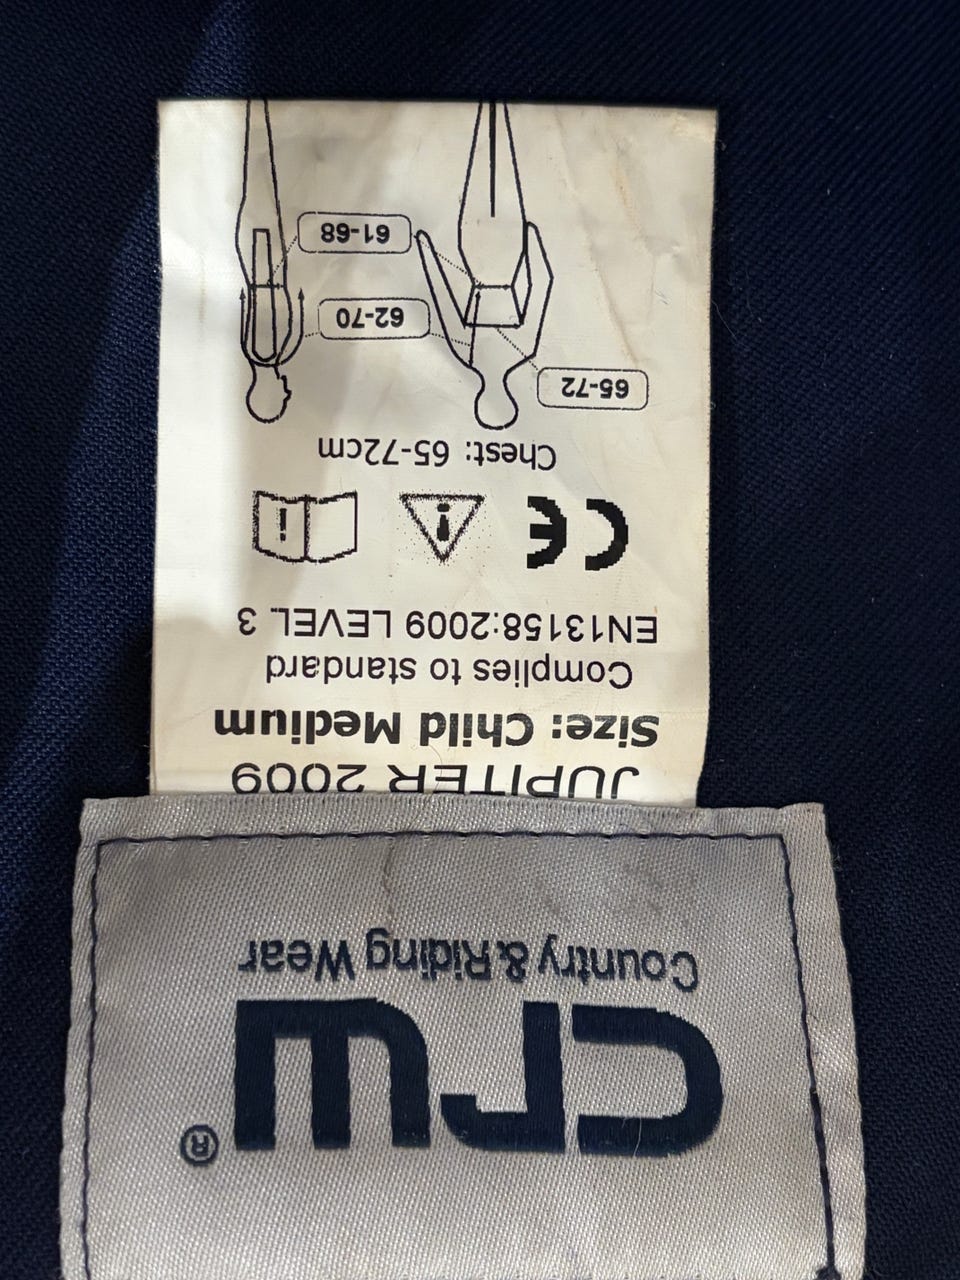 crw®
Country & Riding Wear
JUPITER 2009
Size: Child Medium
Complies to standard
EN13158:2009 LEVEL 3
CE
Chest: 65-72cm
65-72
62-70
61-68